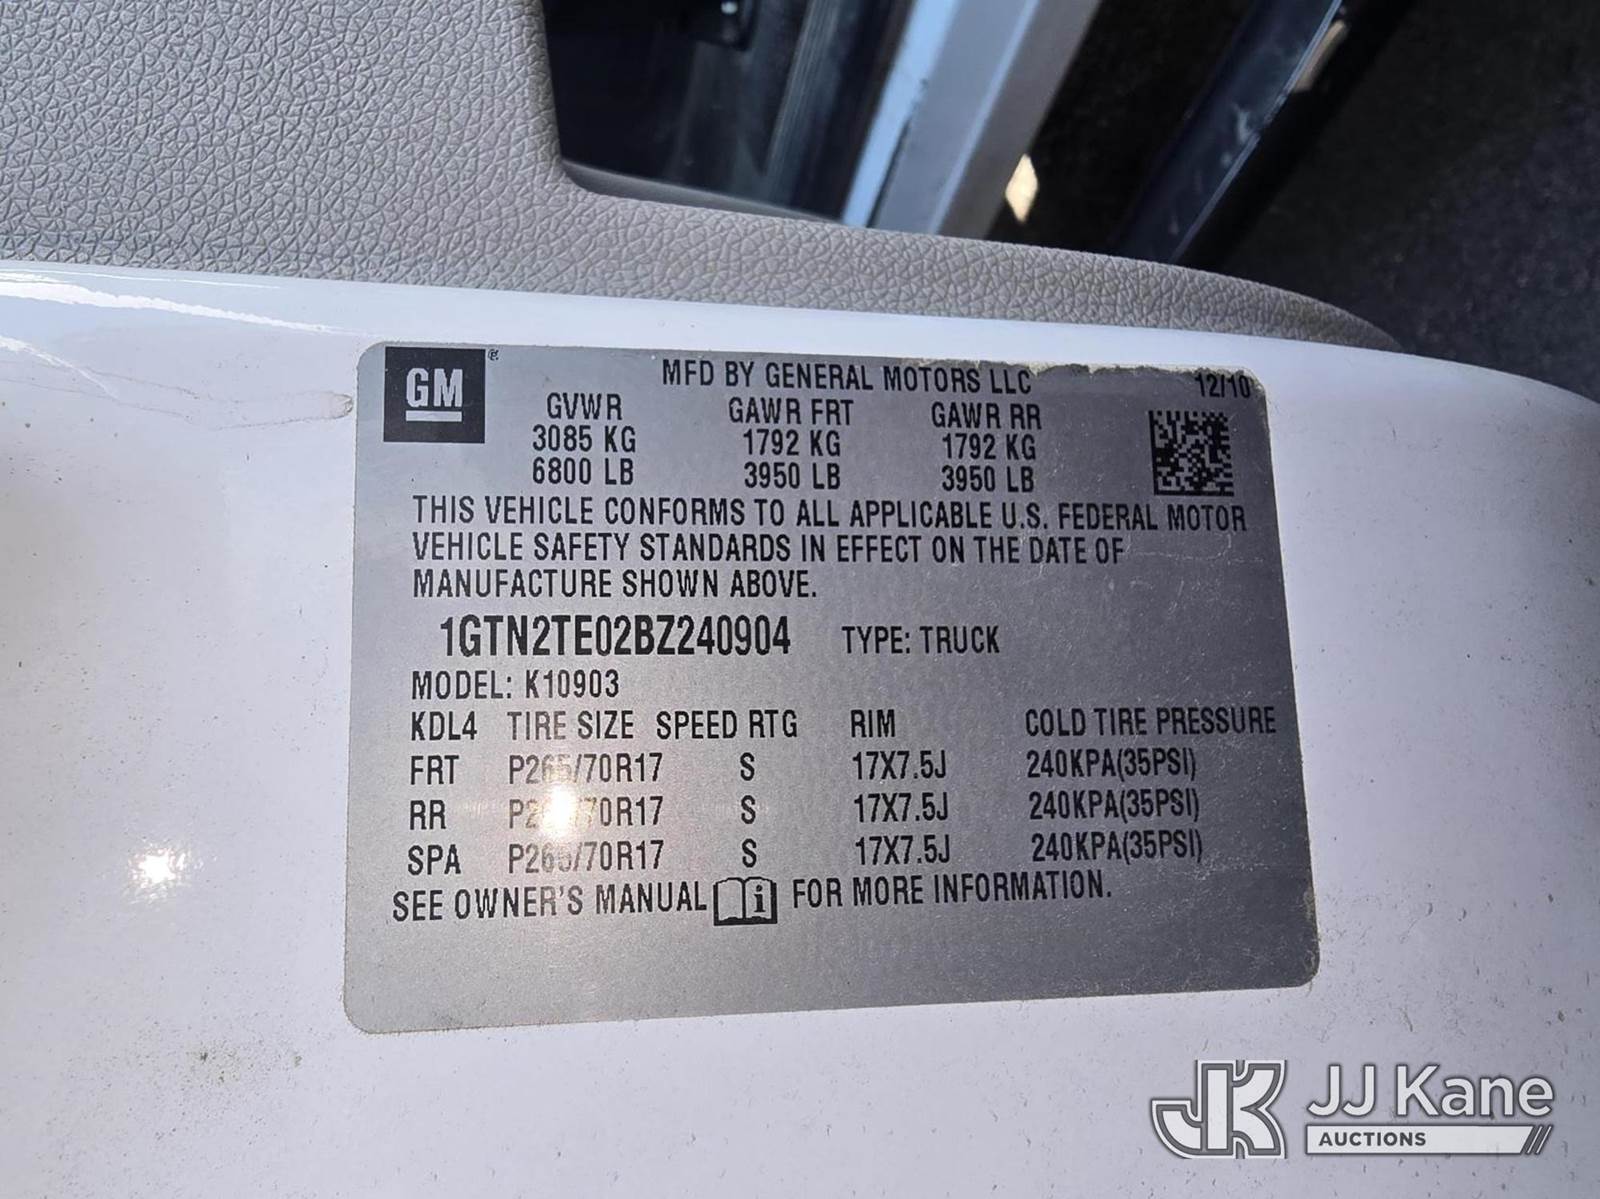 GM
MFD BY GENERAL MOTORS LLC
12/10
GVWR GAWR FRT GAWR RR
3085 KG 1792 KG 1792 KG
6800 LB 3950 LB 3950 LB
THIS VEHICLE CONFORMS TO ALL APPLICABLE U.S. FEDERAL MOTOR
VEHICLE SAFETY STANDARDS IN EFFECT ON THE DATE OF
MANUFACTURE SHOWN ABOVE.
1GTN2TE02BZ240904 TYPE: TRUCK
MODEL: K10903
KDL4 TIRE SIZE SPEED RTG RIM COLD TIRE PRESSURE
FRT P265/70R17 S 17X7.5J 240KPA(35PSI)
RR S 17X7.5J 240KPA(35PSI)
SPA P265/70R17 S 17X7.5J 240KPA(35PSI)
SEE OWNER'S MANUAL i FOR MORE INFORMATION.
JK JJ Kane
AUCTIONS